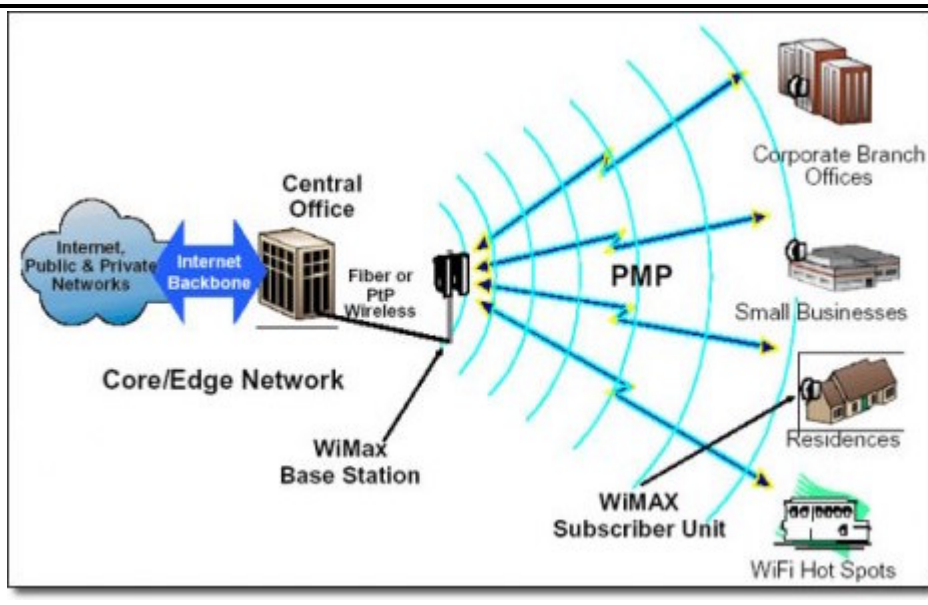 Corporate Branch
Offices
Central
Office
Internet,
Public & Private
Networks
Internet
Backbone
Fiber or
PtP
Wireless
PMP
Small Businesses
Core/Edge Network
Residences
WiMax
Base Station
WiMAX
Subscriber Unit
WiFi Hot Spots